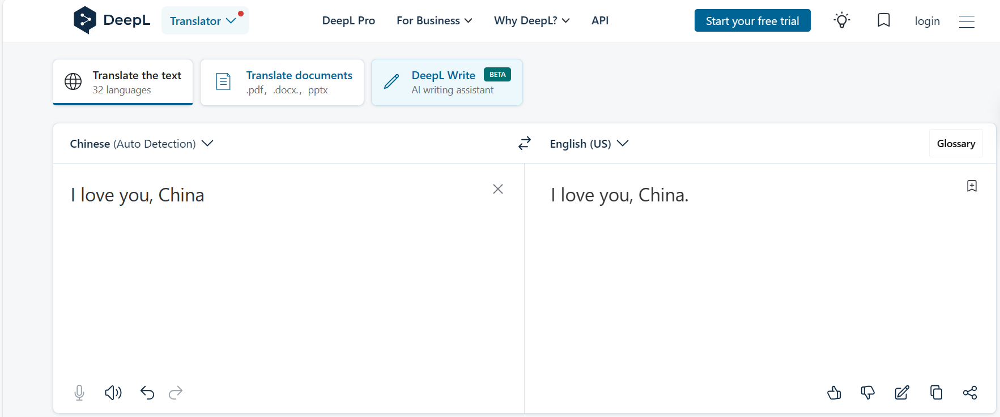 DeepL Translator DeepL Pro For Business Why DeepL? API Start your free trial login
Translate the text Translate documents DeepL Write BETA
32 languages .pdf, .docx., pptx AI writing assistant
Chinese (Auto Detection) English (US) Glossary
I love you, China I love you, China.